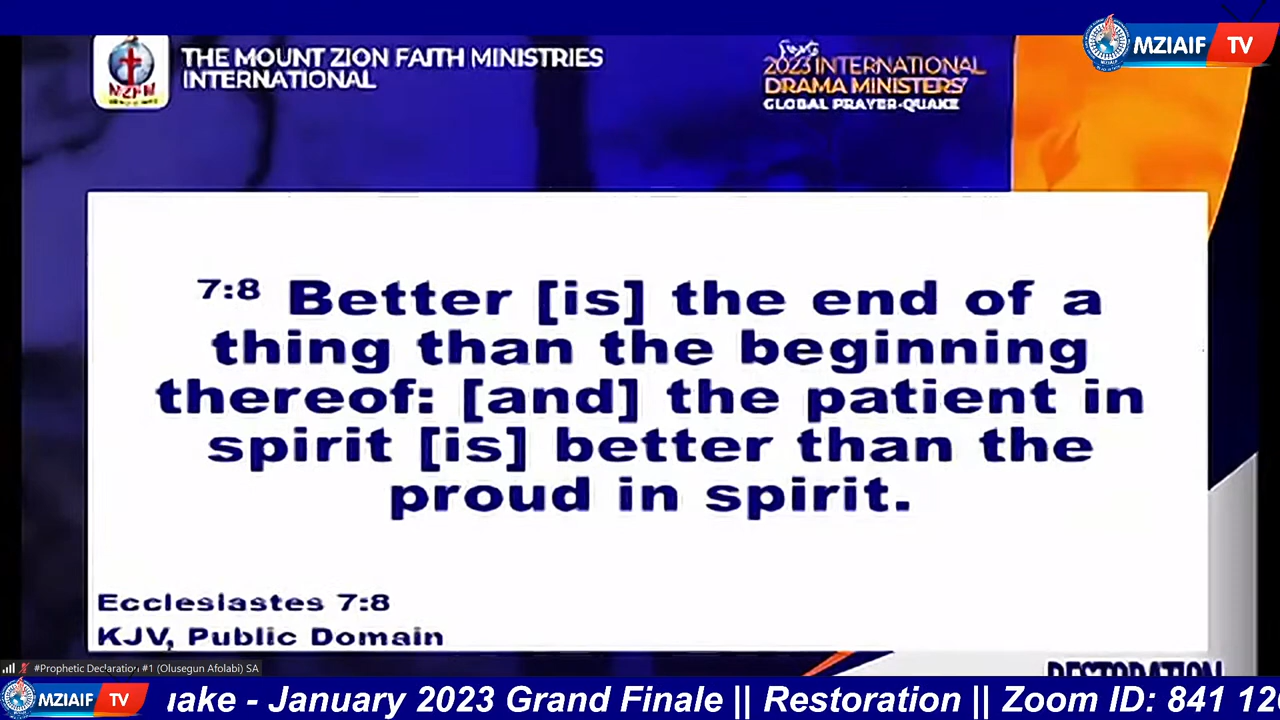 THE MOUNT ZION FAITH MINISTRIES
INTERNATIONAL
MZFM
2023 INTERNATIONAL
DRAMA MINISTERS'
GLOBAL PRAYER-QUAKE
MZIAIF TV
7:8 Better [is] the end of a
thing than the beginning
thereof: [and] the patient in
spirit [is] better than the
proud in spirit.
Ecclesiastes 7:8
KJV, Public Domain
#Prophetic Declaration #1 (Olusegun Afolabi) SA
RESTORATION
MZIAIF TV
uake - January 2023 Grand Finale || Restoration || Zoom ID: 841 12